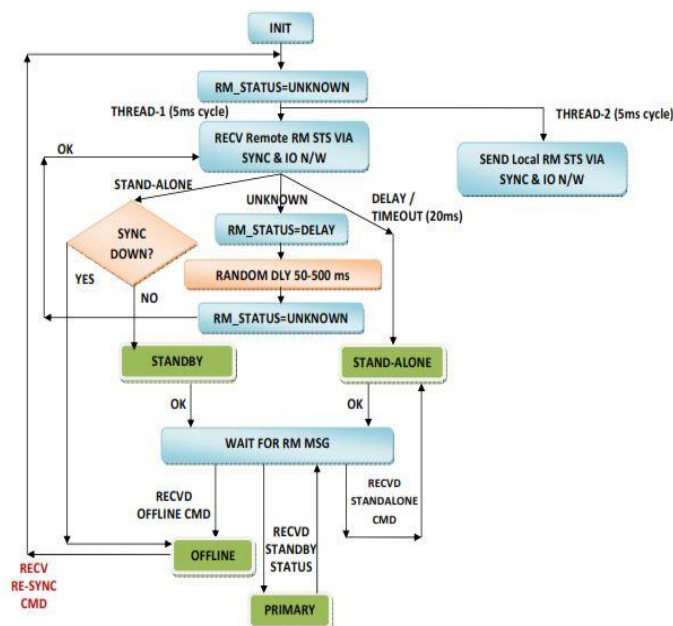 INIT
RM_STATUS=UNKNOWN
THREAD-1 (5ms cycle)
THREAD-2 (5ms cycle)
RECV Remote RM STS VIA
SYNC & IO N/W
SEND Local RM STS VIA
SYNC & IO N/W
OK
STAND-ALONE
UNKNOWN
DELAY /
TIMEOUT (20ms)
SYNC
DOWN?
RM_STATUS=DELAY
RANDOM DLY 50-500 ms
YES
NO
RM_STATUS=UNKNOWN
STANDBY
STAND-ALONE
OK
OK
WAIT FOR RM MSG
RECVD
OFFLINE CMD
RECVD
STANDBY
STATUS
RECVD
STANDALONE
CMD
OFFLINE
RECV
RE-SYNC
CMD
PRIMARY